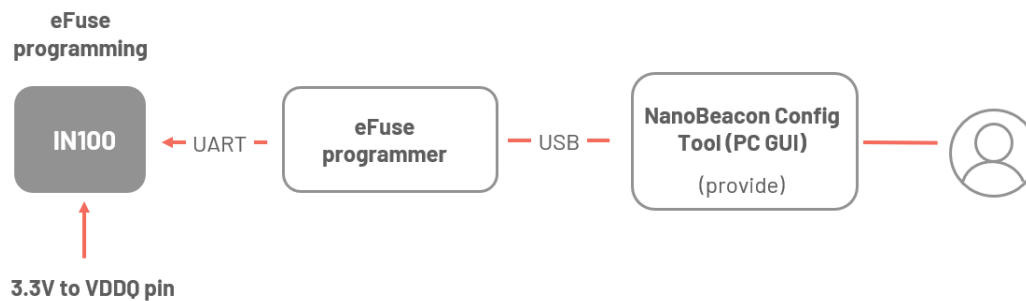 eFuse
programming
IN100
UART
eFuse
programmer
USB
NanoBeacon Config
Tool (PC GUI)
(provide)
3.3V to VDDQ pin